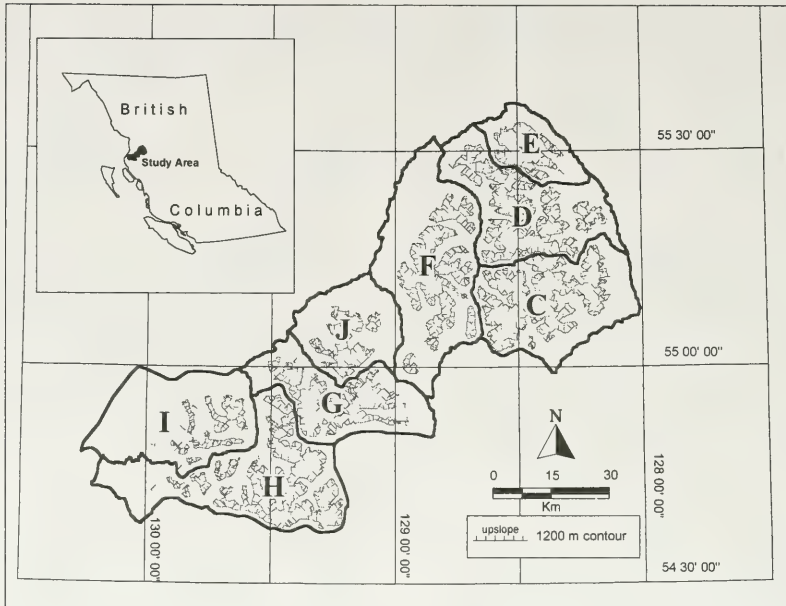 British
Study Area
Columbia
E
55 30' 00"
D
F
C
J
55 00' 00"
G
I
N
H
0 15 30
Km
128 00' 00"
upslope
1200 m contour
130 00' 00"
129 00' 00"
54 30 00"